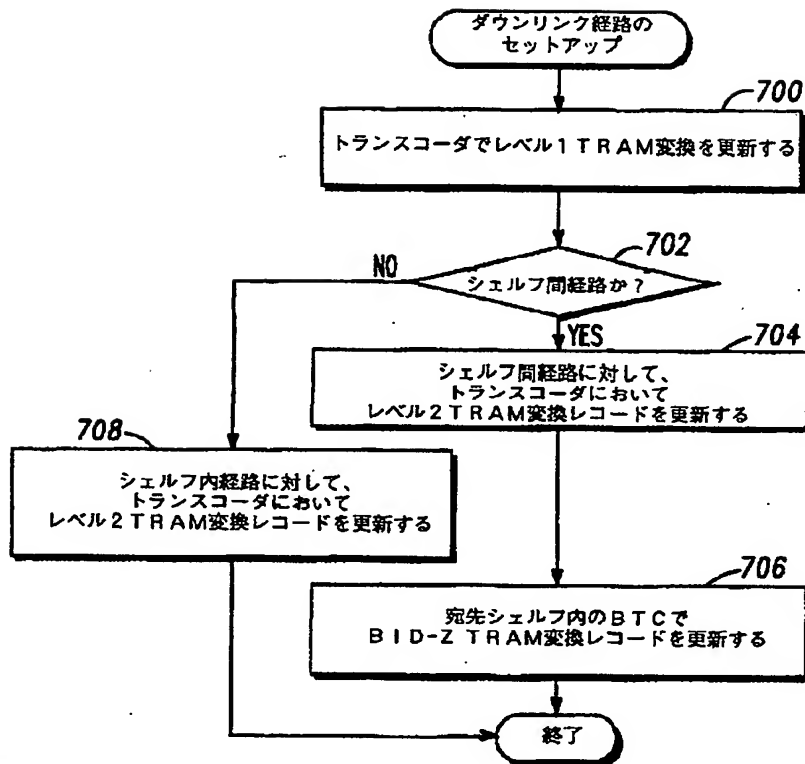 ダウンリンク経路の
セットアップ
700
トランスコーダでレベル1TRAM変換を更新する
702
シェルフ間経路か?
NO
YES
704
シェルフ間経路に対して、
トランスコーダにおいて
レベル2TRAM変換レコードを更新する
708
シェルフ内経路に対して、
トランスコーダにおいて
レベル2TRAM変換レコードを更新する
706
宛先シェルフ内のBTCで
BID-Z TRAM変換レコードを更新する
終了